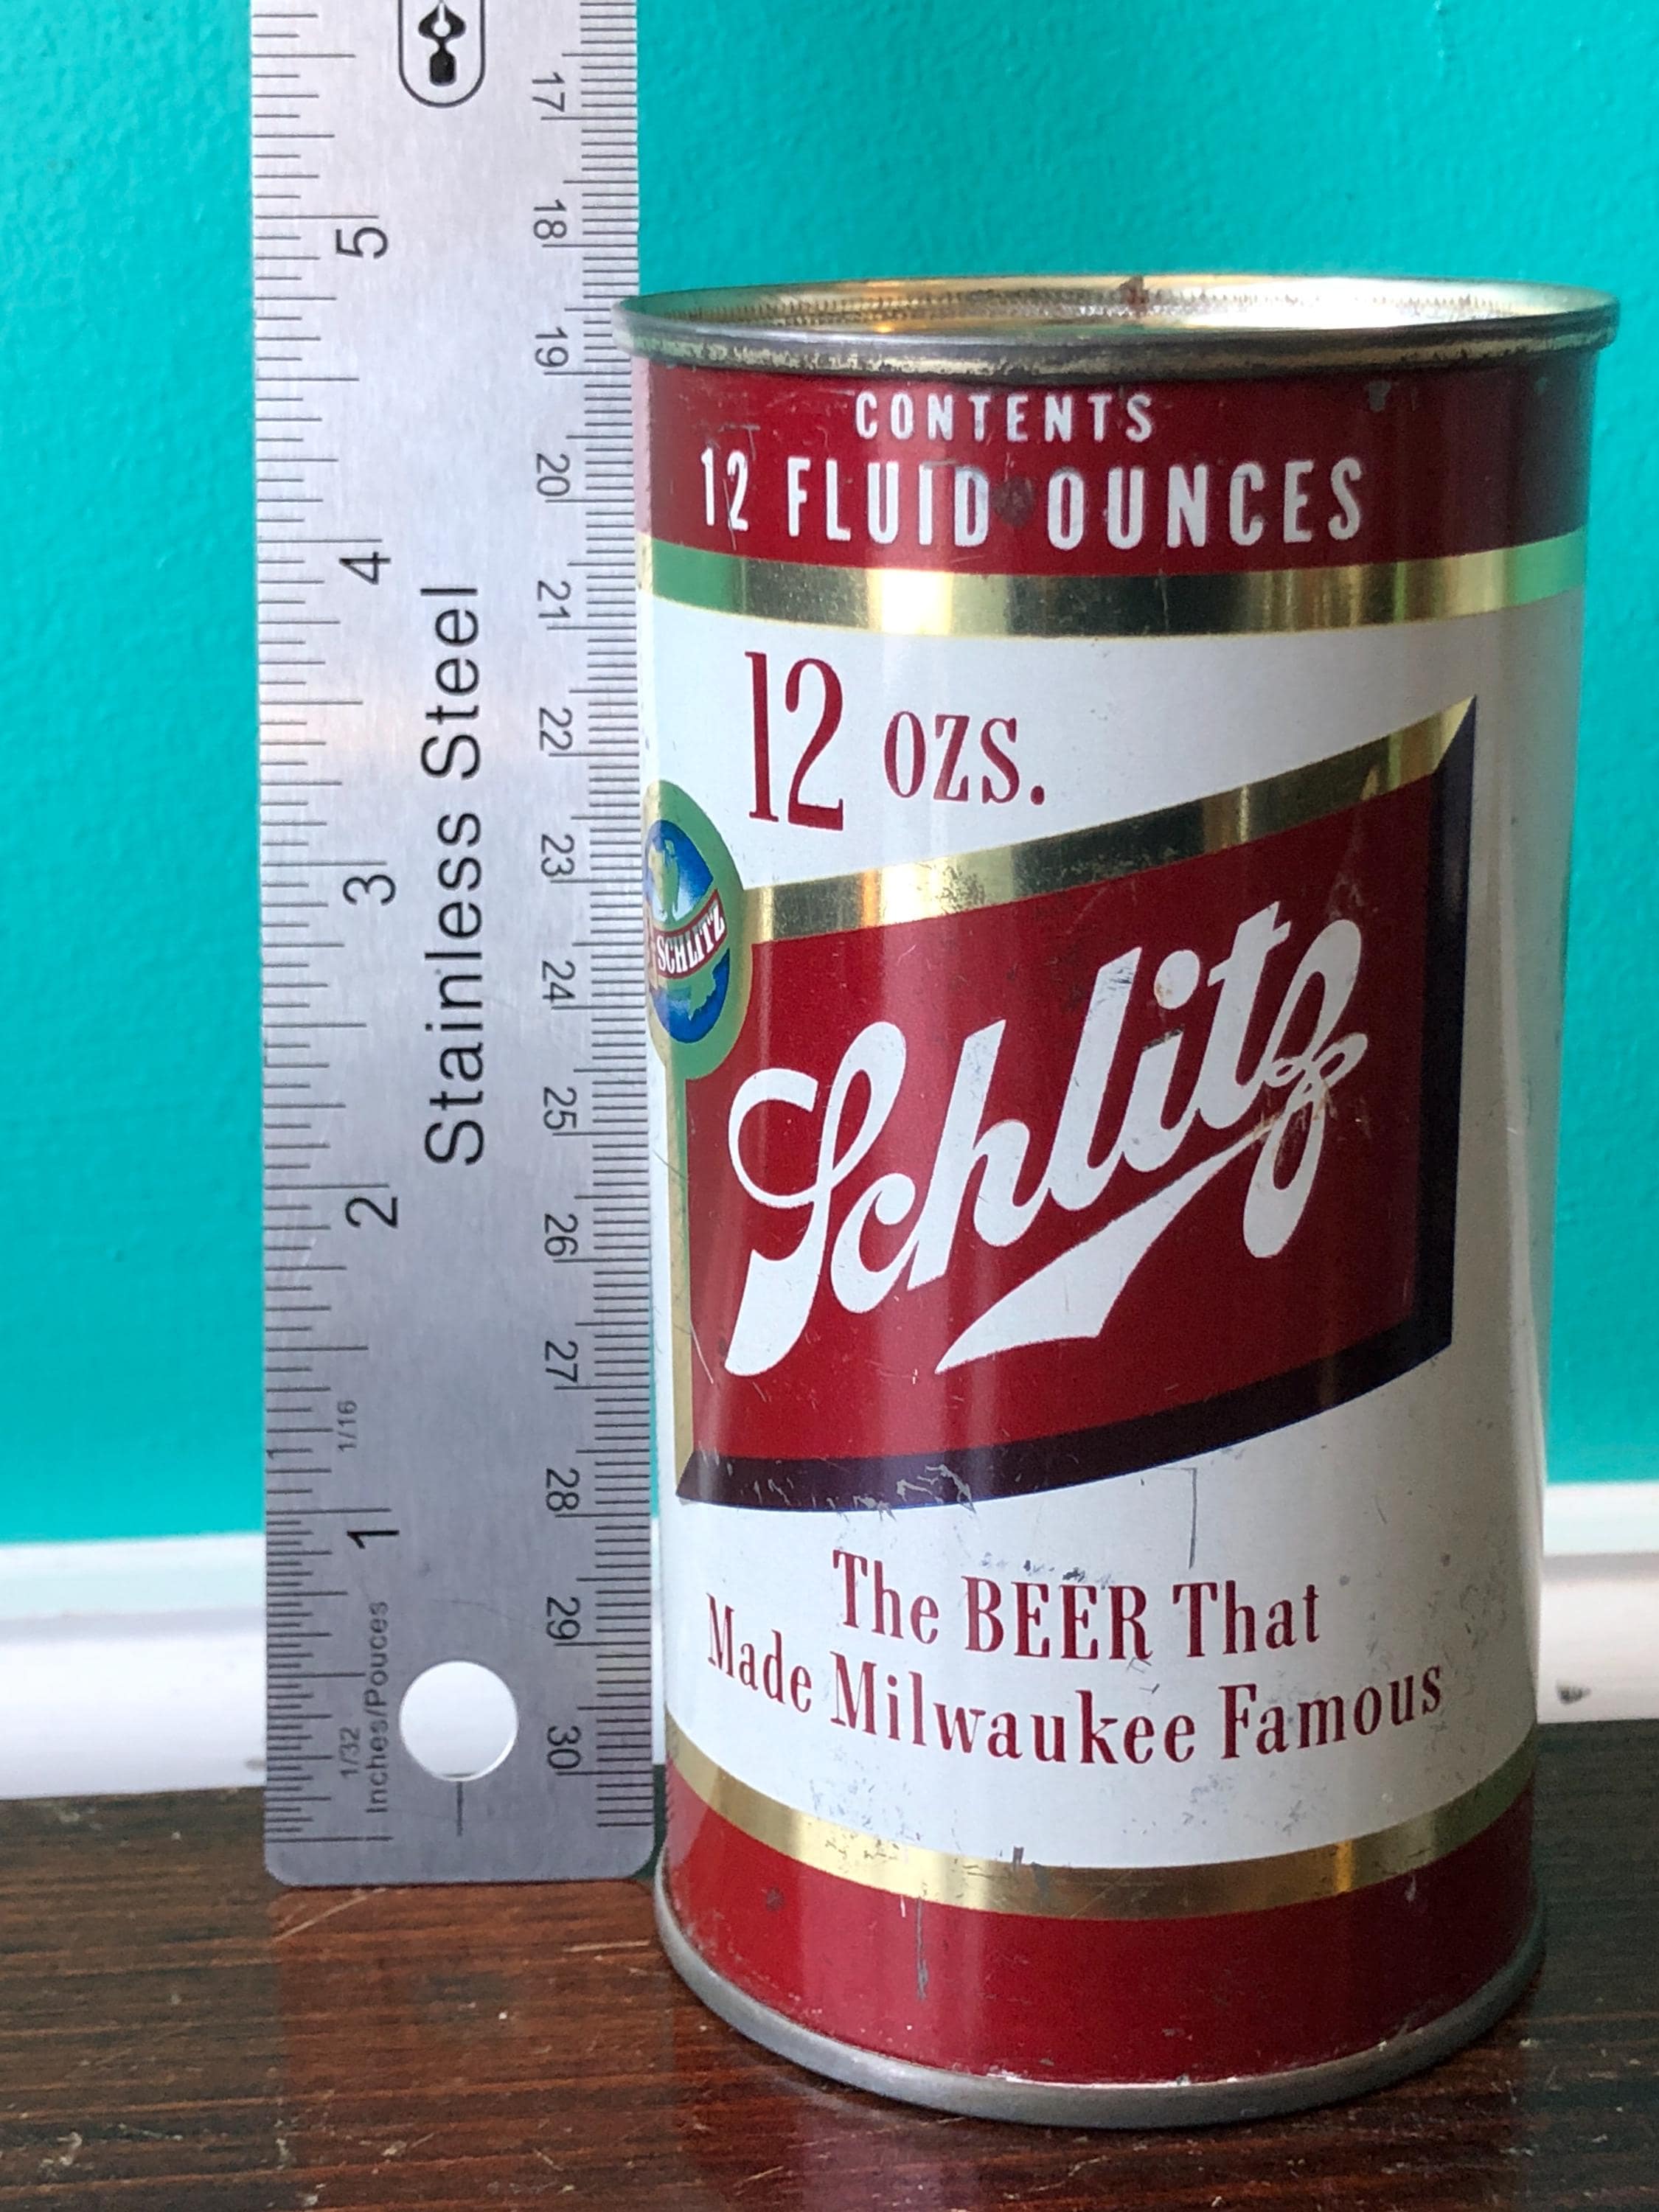 17
18
19
20
21
22
23
24
25
26
27
28
29
30
5
4
3
2
1
Stainless Steel
1/16
1/32
Inches/Pouces
CONTENTS
12 FLUID OUNCES
12 OZS.
SCHLITZ
Schlitz
The BEER That
Made Milwaukee Famous